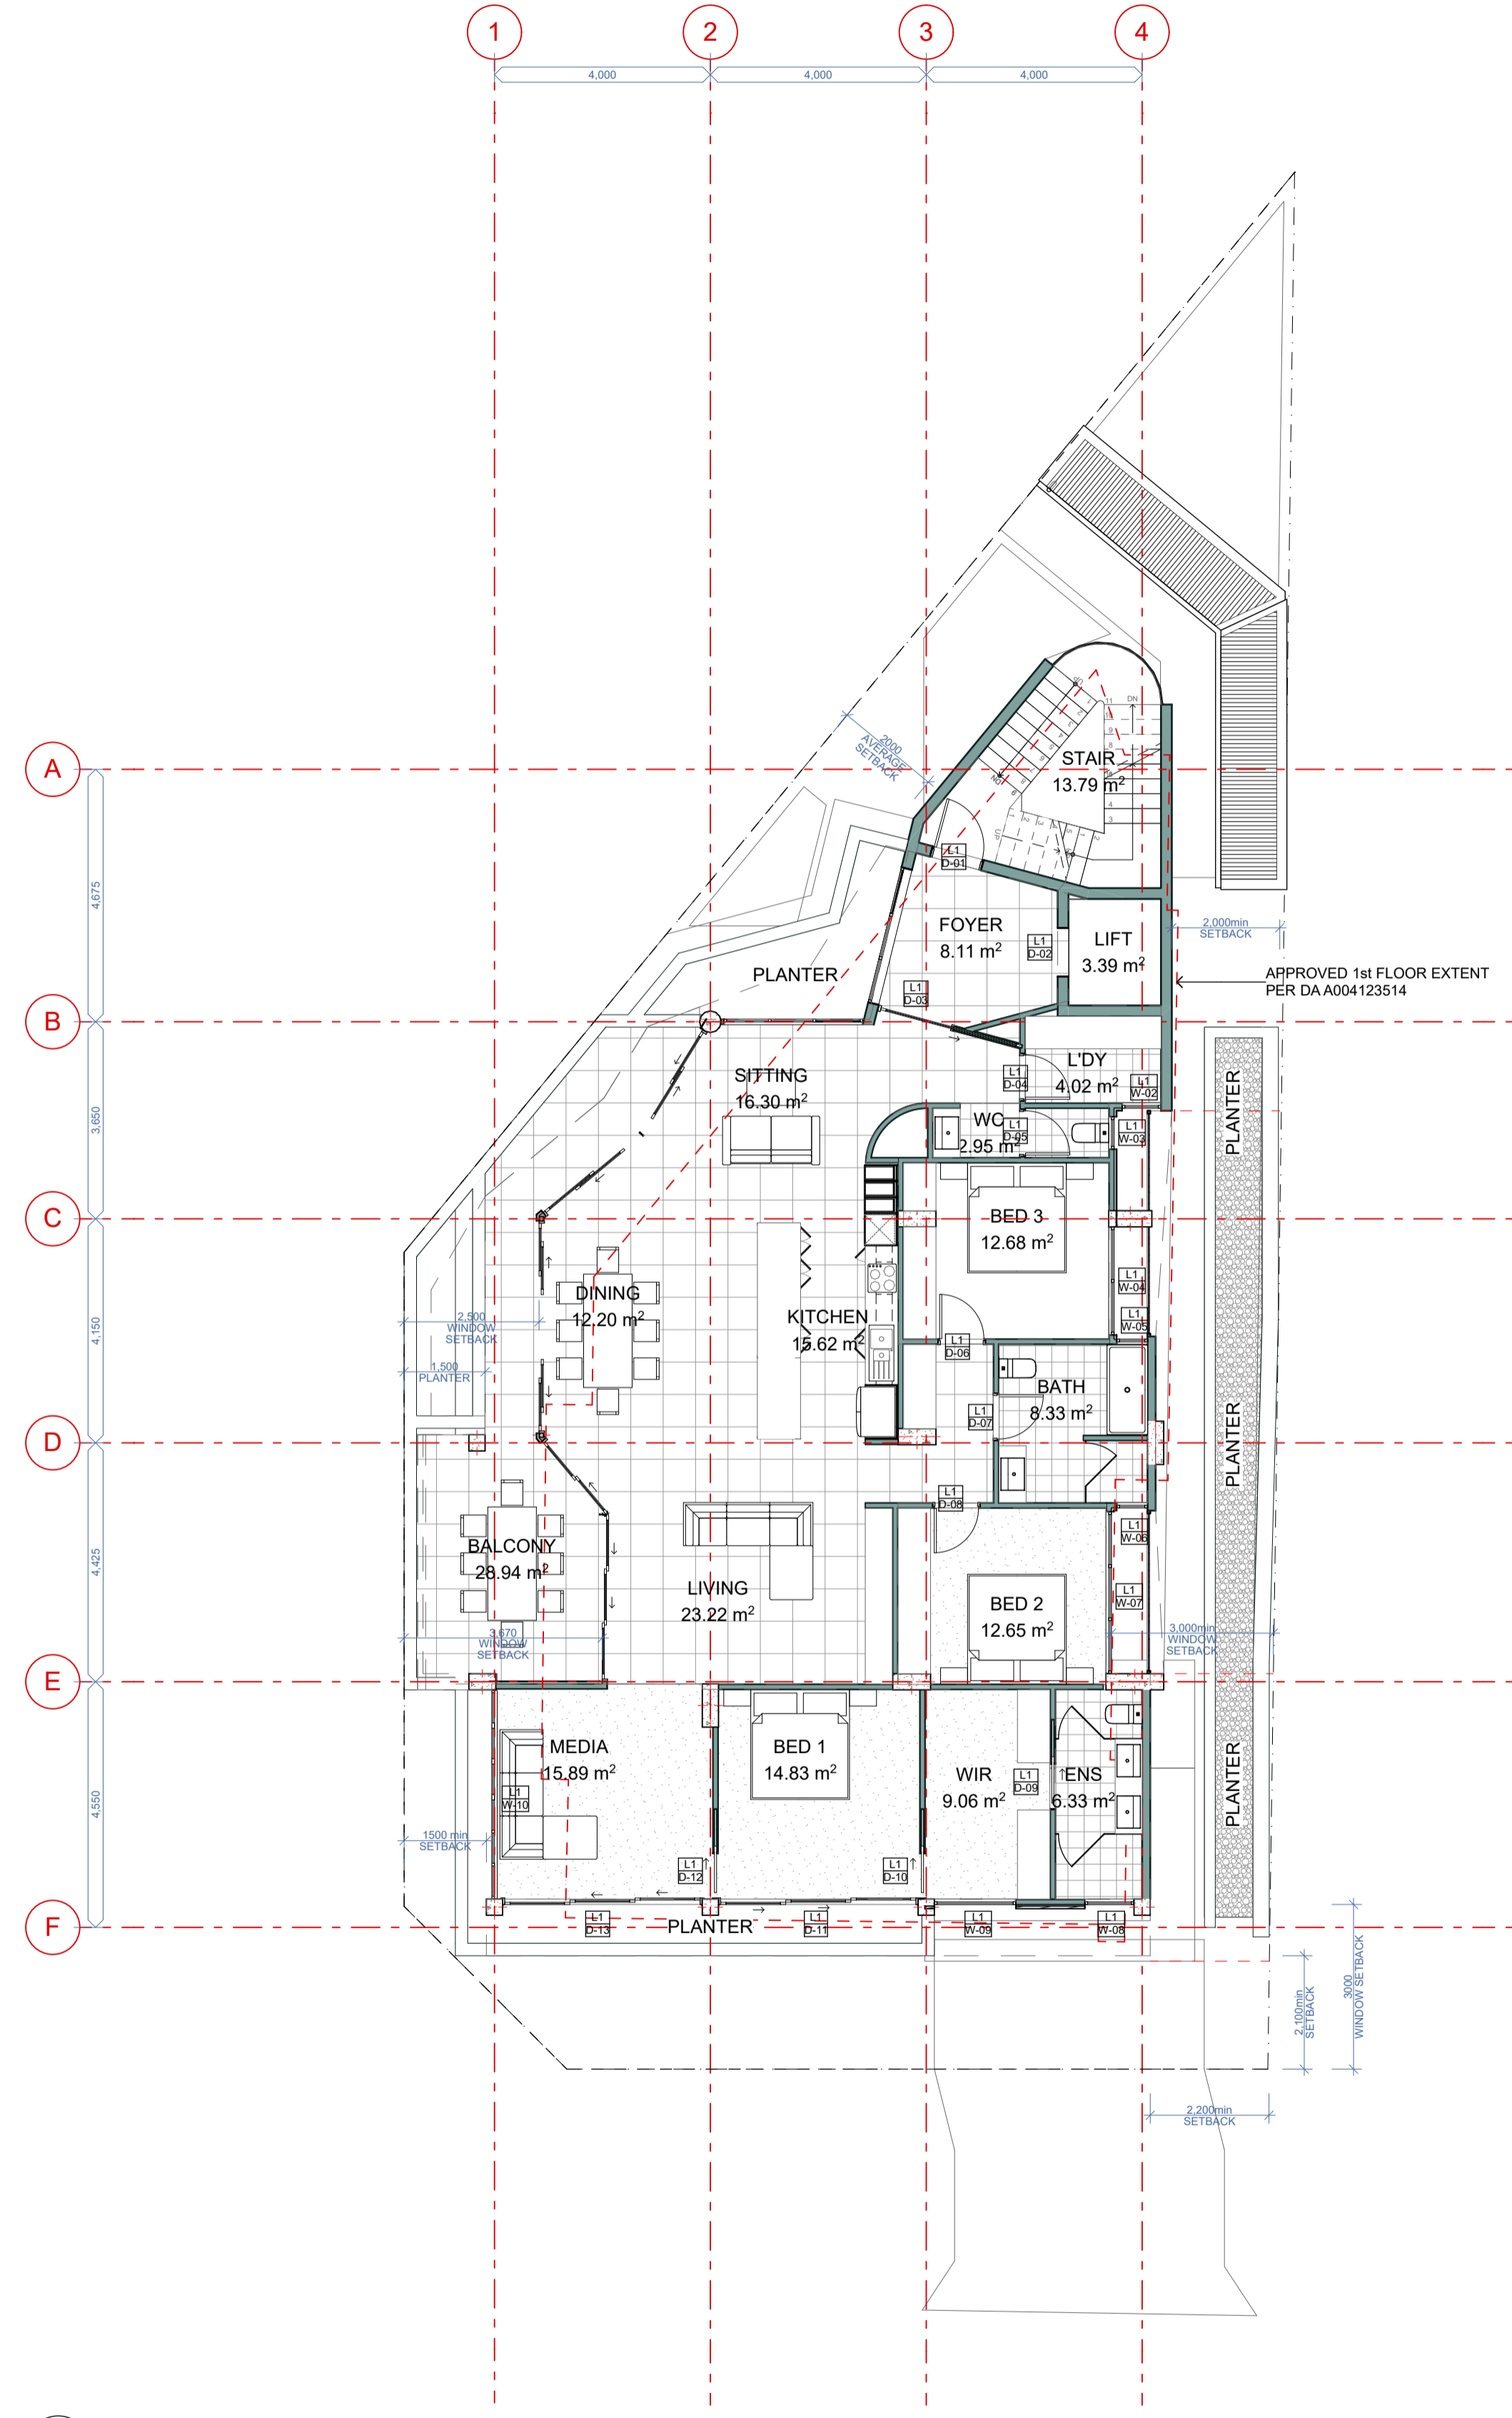 1
2
3
4
4,000
4,000
4,000
A
B
C
D
E
F
4,675
3,650
4,150
4,425
4,550
2000
AVERAGE
SETBACK
UP
DN
11
10
9
8
STAIR
13.79 m²
DN
UP
4
3
L1
D-01
FOYER
8.11 m²
L1
D-02
LIFT
3.39 m²
2,000min
SETBACK
APPROVED 1st FLOOR EXTENT
PER DA A004123514
PLANTER
L1
D-03
SITTING
16.30 m²
L'DY
4.02 m²
L1
D-04
L1
W-02
WC
2.95 m²
L1
D-05
L1
W-03
PLANTER
BED 3
12.68 m²
DINING
12.20 m²
KITCHEN
15.62 m²
L1
W-04
L1
W-05
2,500
WINDOW
SETBACK
1,500
PLANTER
L1
D-06
BATH
8.33 m²
L1
D-07
PLANTER
L1
D-08
L1
W-06
BALCONY
28.94 m²
LIVING
23.22 m²
BED 2
12.65 m²
L1
W-07
3,670
WINDOW
SETBACK
3,000min
WINDOW
SETBACK
MEDIA
15.89 m²
L1
W-10
BED 1
14.83 m²
WIR
9.06 m²
L1
D-09
ENS
6.33 m²
PLANTER
1500 min
SETBACK
L1
D-12
L1
D-10
L1
D-13
PLANTER
L1
D-11
L1
W-09
L1
W-08
2,100min
SETBACK
3000
WINDOW SETBACK
2,200min
SETBACK